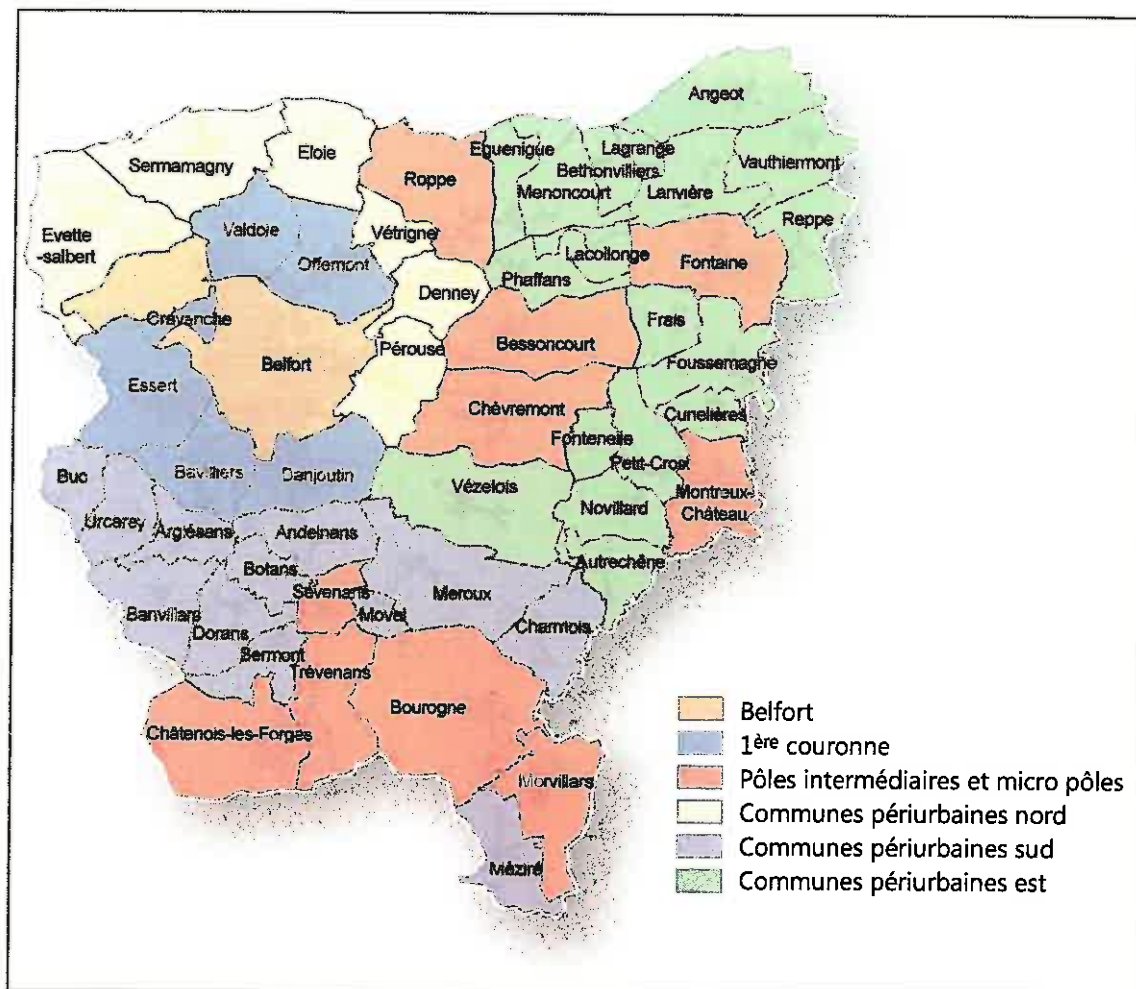 Angeot
Eguenigue
Lagrange
Bethonvilliers
Menoncourt
Lanvière
Vauthiermont
Reppe
Sermamagny
Eloie
Roppe
Evette
-salbert
Valdoie
Offemont
Vétrigne
Lacollonge
Phaffans
Fontaine
Denney
Cravanche
Belfort
Pérouse
Bessoncourt
Frais
Foussemagne
Essert
Chèvremont
Cunelières
Fontenelle
Petit-Croix
Buc
Bavilliers
Danjoutin
Vézelois
Montreux-
Château
Novillard
Urcerey
Argiésans
Andelnans
Botans
Autrechêne
Sévenans
Meroux
Banvillars
Moval
Charmois
Dorans
Bermont
Trévenans
Bourogne
Châtenois-les-Forges
Morvillars
Méziré
Belfort
1ère couronne
Pôles intermédiaires et micro pôles
Communes périurbaines nord
Communes périurbaines sud
Communes périurbaines est